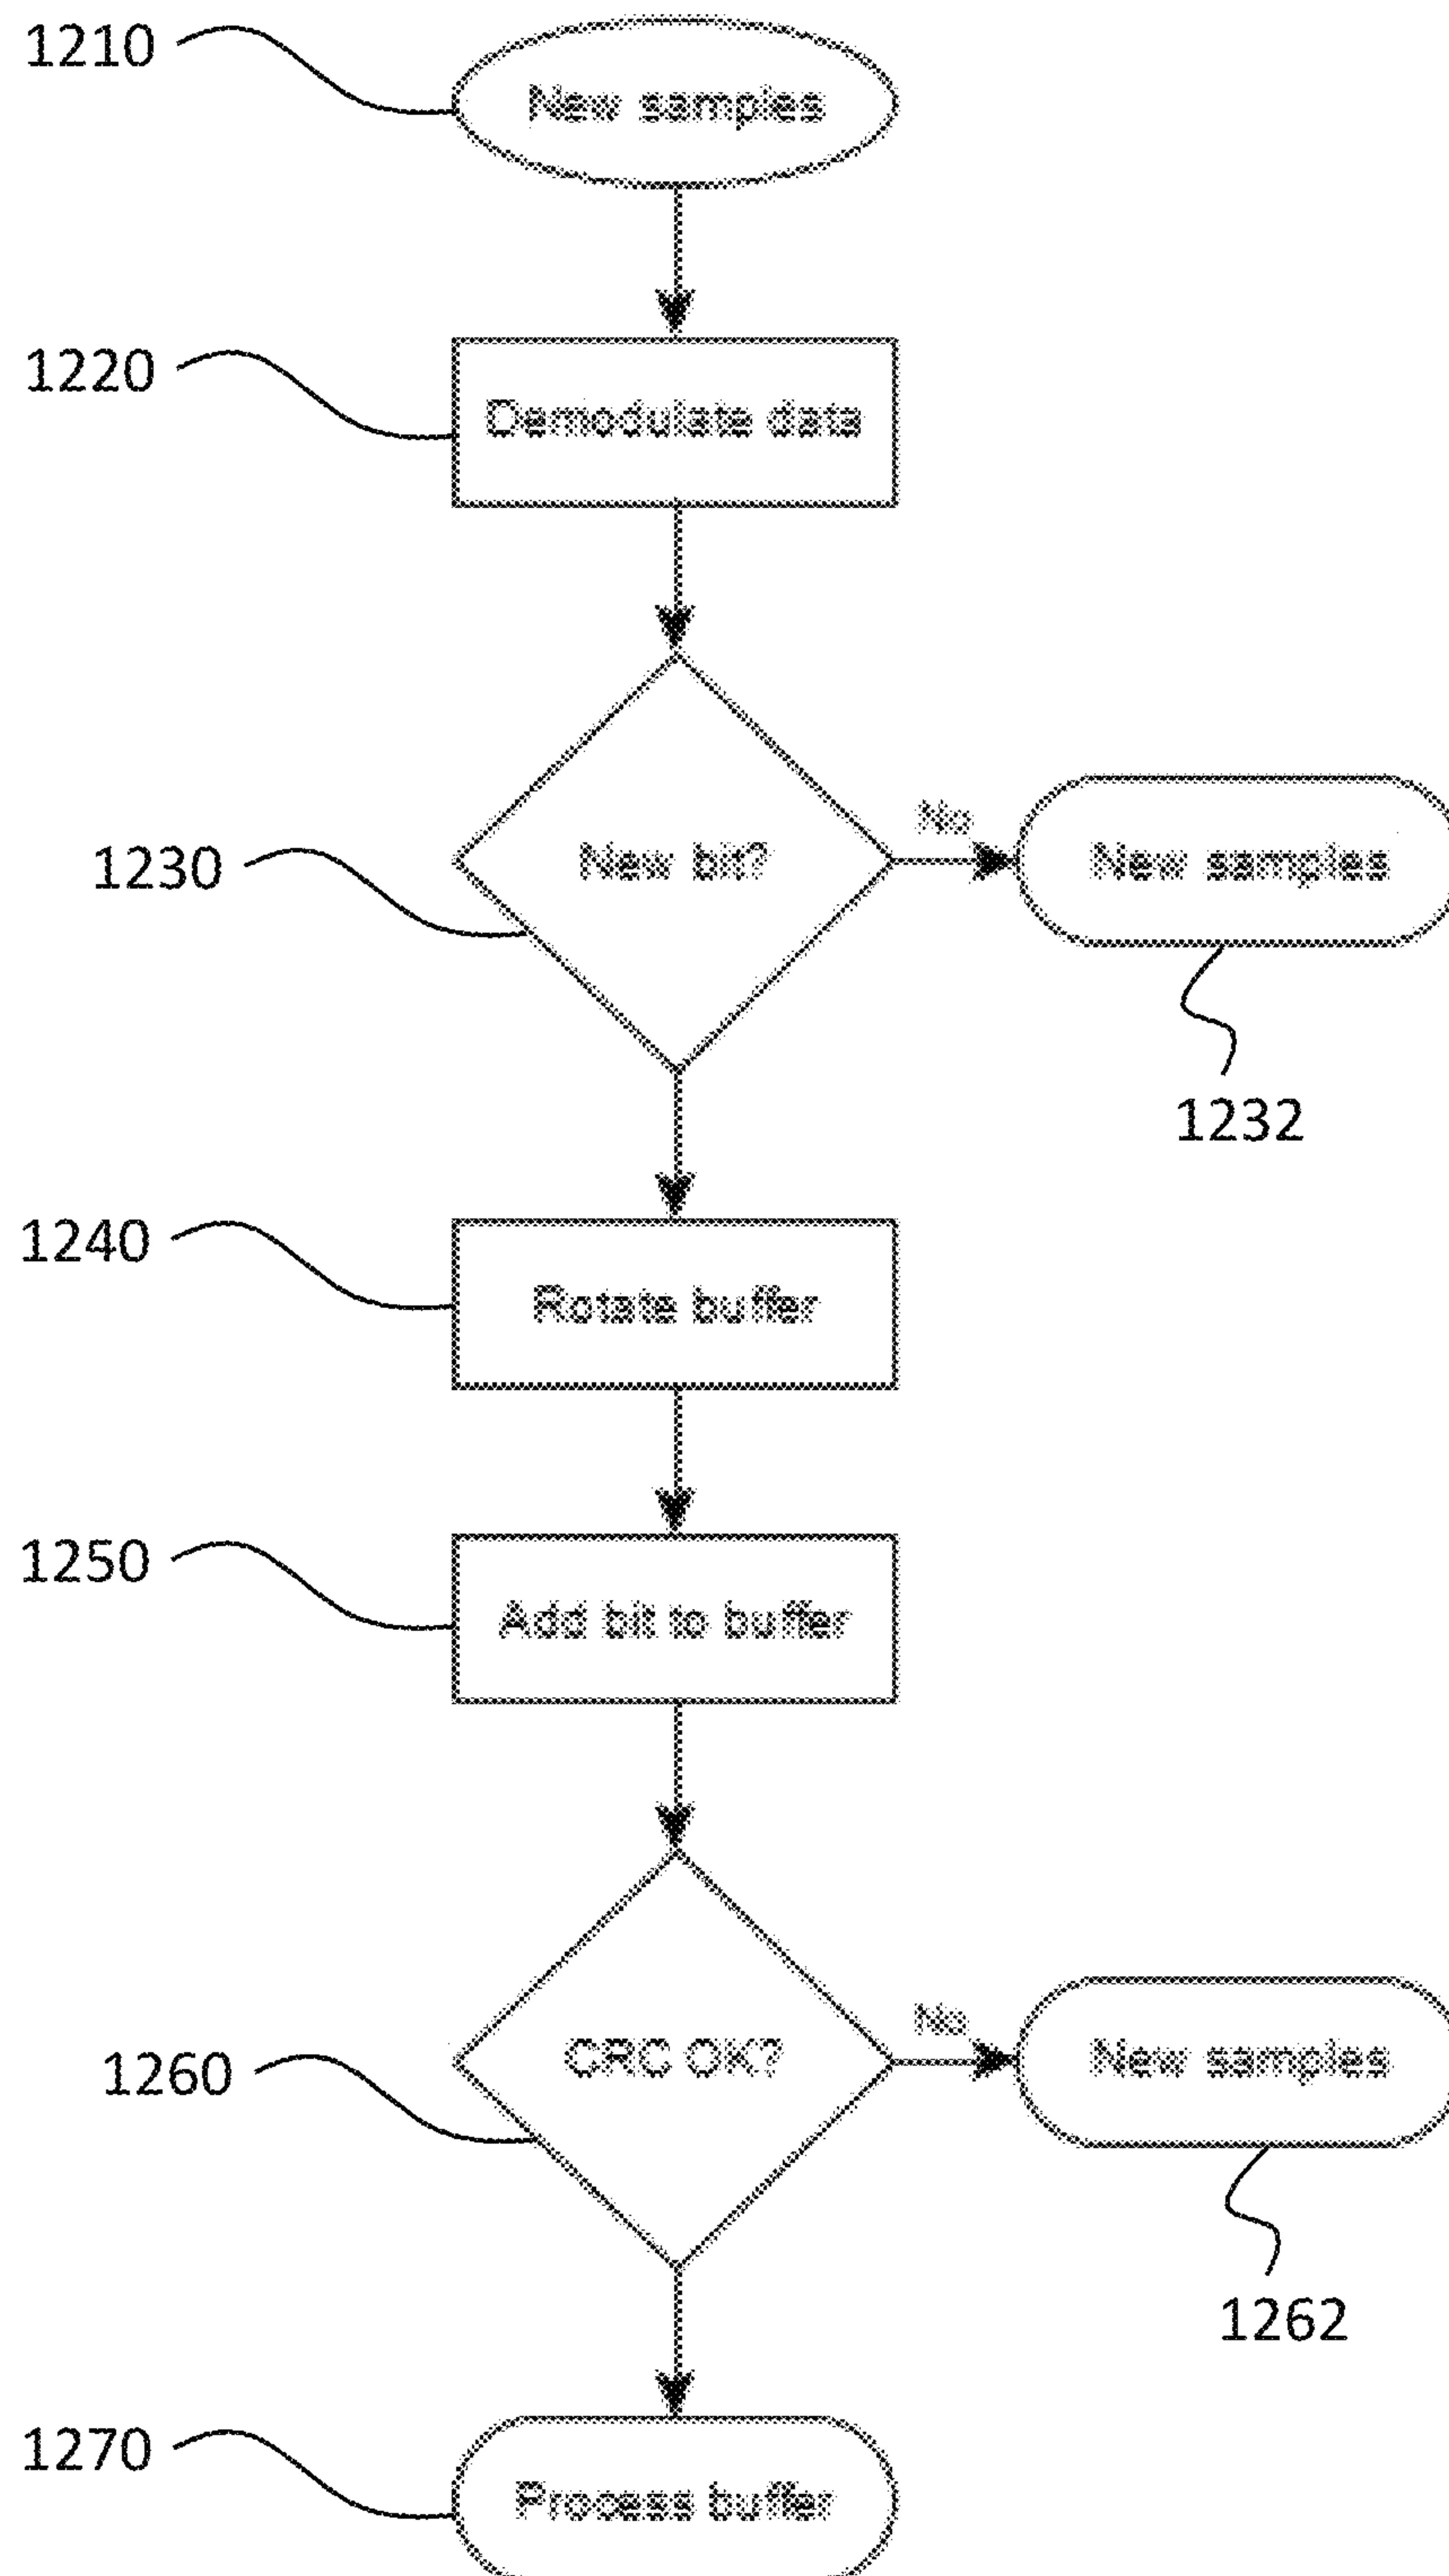 1210
New samples
1220
Demodulate data
1230
New bit?
No
New samples
1232
1240
Rotate buffer
1250
Add bit to buffer
1260
CRC OK?
No
New samples
1262
1270
Process buffer